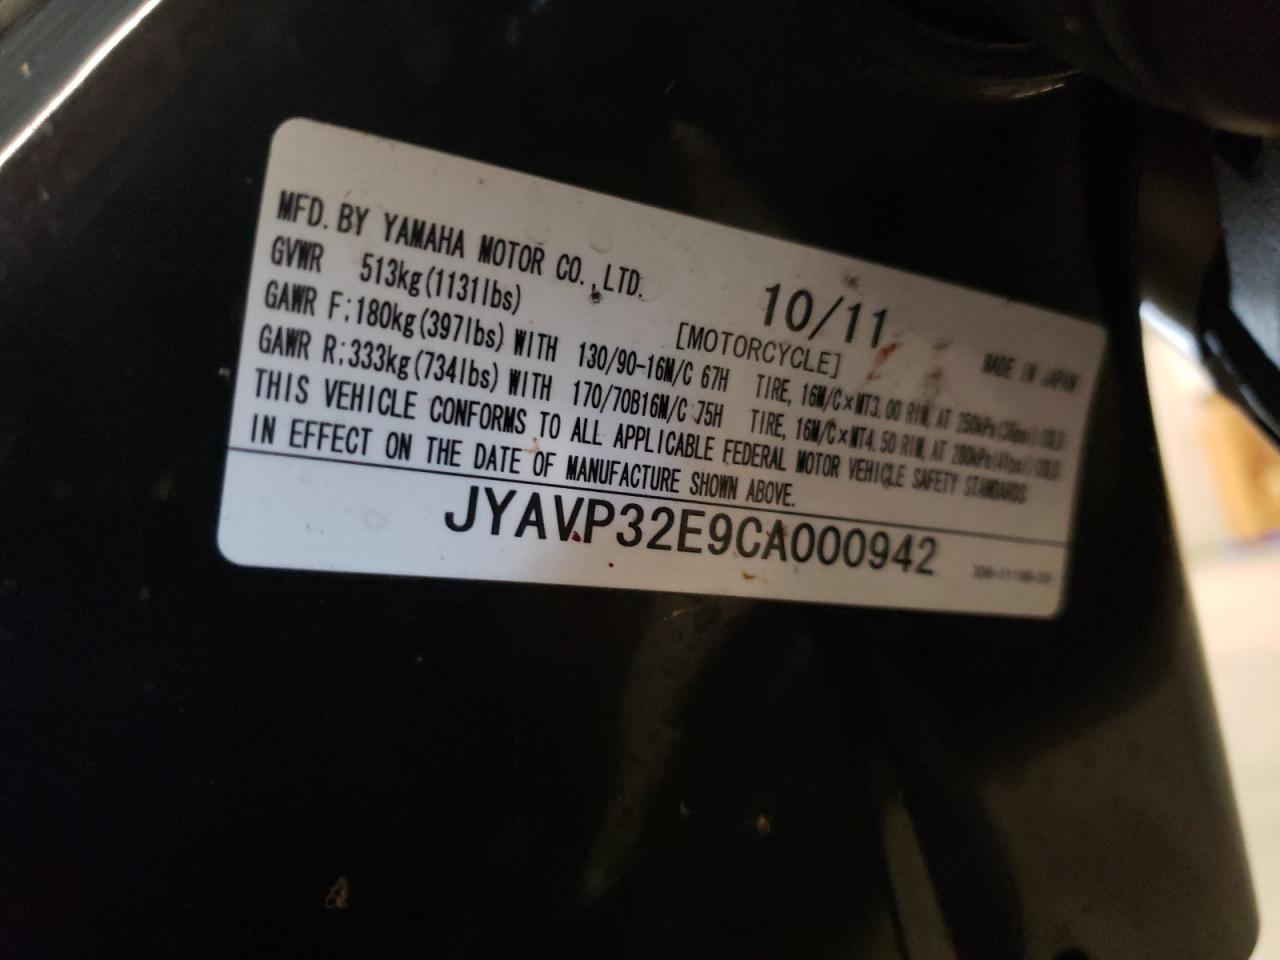 MFD. BY YAMAHA MOTOR CO., LTD. 10/11 MADE IN JAPAN
GVWR 513kg(1131lbs) [MOTORCYCLE]
GAWR F:180kg(397lbs) WITH 130/90-16M/C 67H TIRE, 16M/C×MT3.00 RIM, AT 250kPa(36psi) COLD
GAWR R:333kg(734lbs) WITH 170/70B16M/C 75H TIRE, 16M/C×MT4.50 RIM, AT 280kPa(41psi) COLD
THIS VEHICLE CONFORMS TO ALL APPLICABLE FEDERAL MOTOR VEHICLE SAFETY STANDARDS
IN EFFECT ON THE DATE OF MANUFACTURE SHOWN ABOVE.
JYAVP32E9CA000942